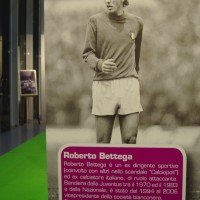 Roberto Bettega
Roberto Bettega è un ex dirigente sportivo
(coinvolto con altri nello scandalo "Calciopoli")
ed ex calciatore italiano, di ruolo attaccante.
Bandiera della Juventus tra il 1970 ed il 1983
e della Nazionale, è stato dal 1994 al 2006
vicepresidente della società bianconera.